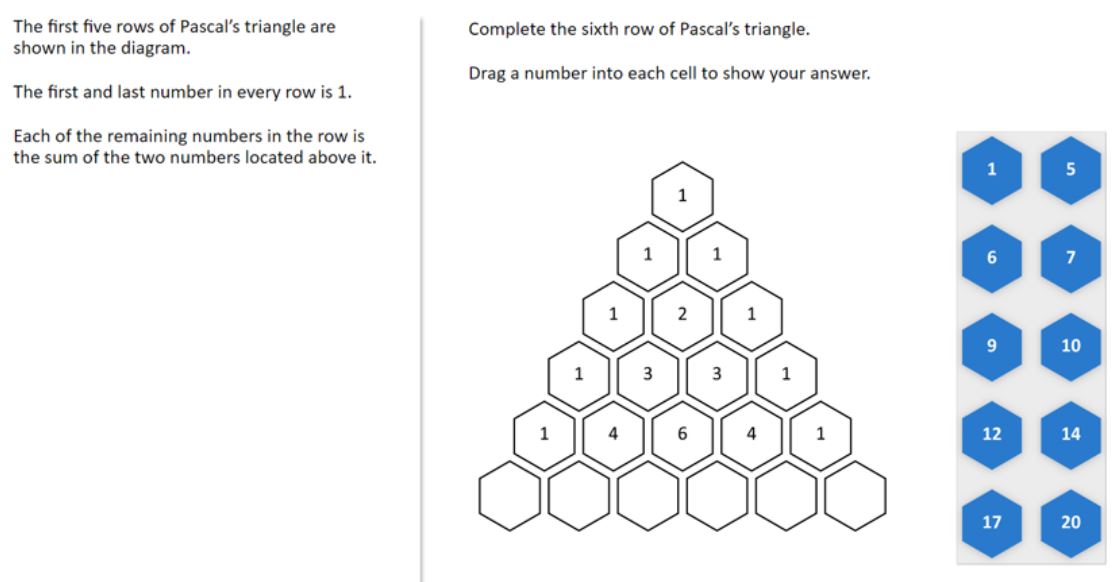 The first five rows of Pascal's triangle are
shown in the diagram.
The first and last number in every row is 1.
Each of the remaining numbers in the row is
the sum of the two numbers located above it.
Complete the sixth row of Pascal's triangle.
Drag a number into each cell to show your answer.
1
1 1
1 2 1
1 3 3 1
1 4 6 4 1
1 5
6 7
9 10
12 14
17 20